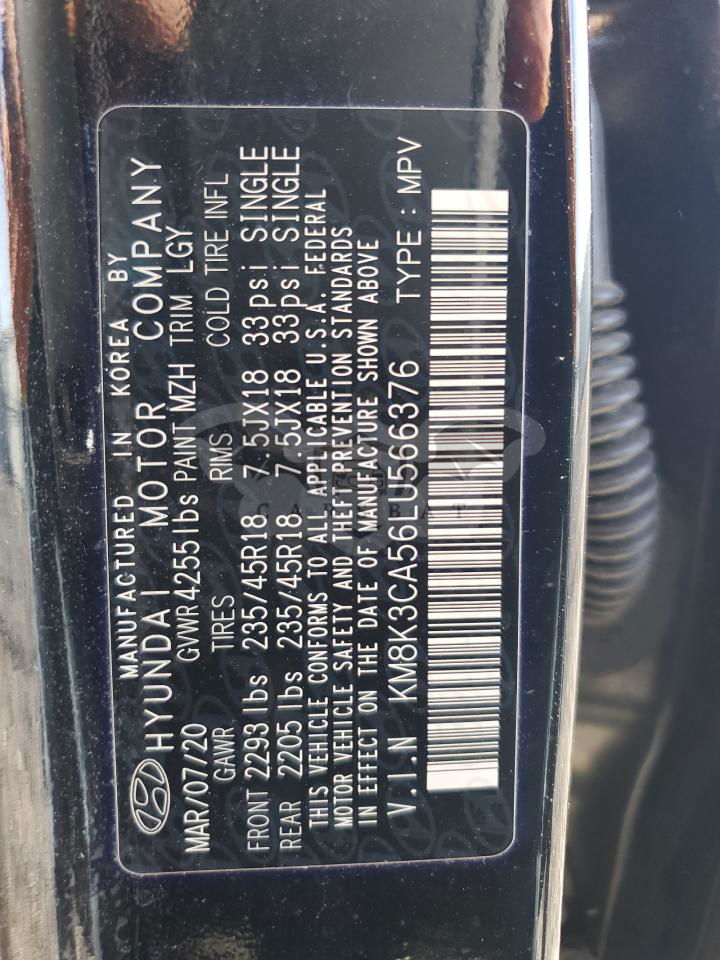 MANUFACTURED IN KOREA BY
HYUNDAI MOTOR COMPANY
MAR/07/20 GVWR 4255 lbs PAINT MZH TRIM LGY
GAWR TIRES RIMS COLD TIRE INFL
FRONT 2293 lbs 235/45R18 7.5JX18 33psi SINGLE
REAR 2205 lbs 235/45R18 7.5JX18 33psi SINGLE
THIS VEHICLE CONFORMS TO ALL APPLICABLE U.S.A. FEDERAL
MOTOR VEHICLE SAFETY AND THEFT PREVENTION STANDARDS
IN EFFECT ON THE DATE OF MANUFACTURE SHOWN ABOVE
V.I.N KM8K3CA56LU566376 TYPE : MPV